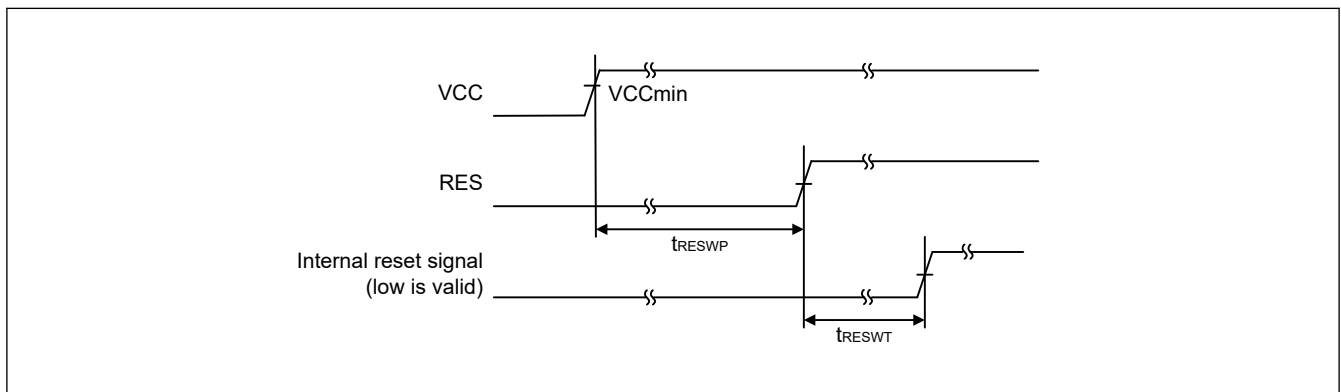 VCC
VCCmin
RES
tRESWP
Internal reset signal
(low is valid)
tRESWT